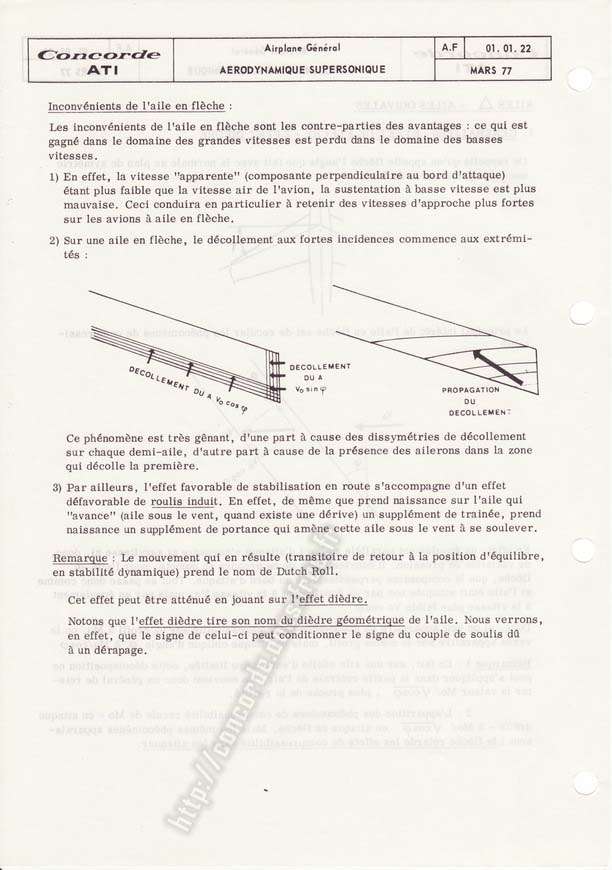 Concorde
ATI
Airplane Général
AERODYNAMIQUE SUPERSONIQUE
A.F
01.01.22
MARS 77
Inconvénients de l'aile en flèche :
Les inconvénients de l'aile en flèche sont les contre-parties des avantages : ce qui est
gagné dans le domaine des grandes vitesses est perdu dans le domaine des basses
vitesses.
1) En effet, la vitesse "apparente" (composante perpendiculaire au bord d'attaque)
étant plus faible que la vitesse air de l'avion, la sustentation à basse vitesse est plus
mauvaise. Ceci conduira en particulier à retenir des vitesses d'approche plus fortes
sur les avions à aile en flèche.
2) Sur une aile en flèche, le décollement aux fortes incidences commence aux extrémi-
tés :
DECOLLEMENT DU A V₀ cos φ
DECOLLEMENT
DU A
V₀ sin φ
PROPAGATION
DU
DECOLLEMENT
Ce phénomène est très gênant, d'une part à cause des dissymétries de décollement
sur chaque demi-aile, d'autre part à cause de la présence des ailerons dans la zone
qui décolle la première.
3) Par ailleurs, l'effet favorable de stabilisation en route s'accompagne d'un effet
défavorable de roulis induit. En effet, de même que prend naissance sur l'aile qui
"avance" (aile sous le vent, quand existe une dérive) un supplément de trainée, prend
naissance un supplément de portance qui amène cette aile sous le vent à se soulever.
Remarque : Le mouvement qui en résulte (transitoire de retour à la position d'équilibre,
en stabilité dynamique) prend le nom de Dutch Roll.
Cet effet peut être atténué en jouant sur l'effet dièdre.
Notons que l'effet dièdre tire son nom du dièdre géométrique de l'aile. Nous verrons,
en effet, que le signe de celui-ci peut conditionner le signe du couple de soulis dû
à un dérapage.